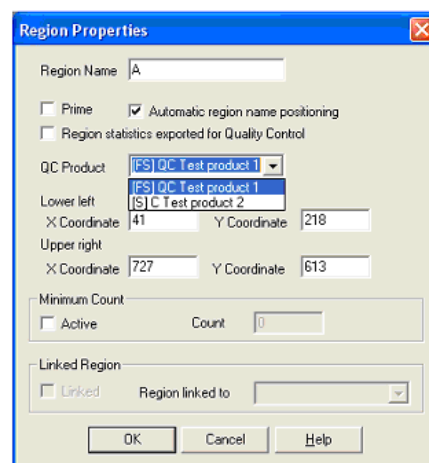 Region Properties
Region Name A
Prime Automatic region name positioning
Region statistics exported for Quality Control
QC Product [FS] QC Test product 1
[FS] QC Test product 1
Lower left [S] C Test product 2
X Coordinate 41 Y Coordinate 218
Upper right
X Coordinate 727 Y Coordinate 613
Minimum Count
Active Count 0
Linked Region
Linked Region linked to
OK Cancel Help